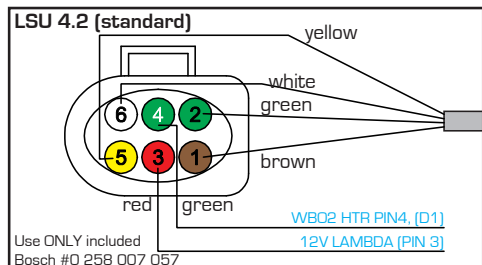 LSU 4.2 (standard)
yellow
white
green
6 4 2
5 3 1
brown
red green
WB02 HTR PIN4, (D1)
12V LAMBDA (PIN 3)
Use ONLY included
Bosch #0 258 007 057